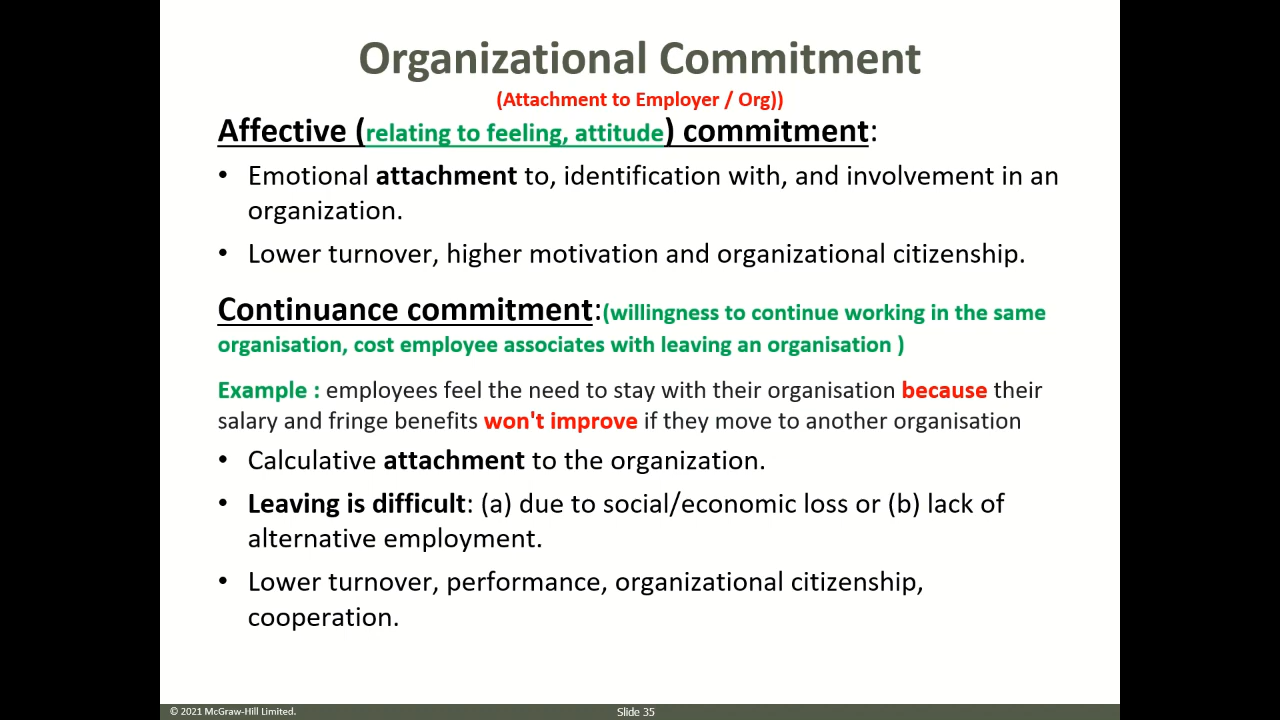 Organizational Commitment
(Attachment to Employer / Org))
Affective (relating to feeling, attitude) commitment:
• Emotional attachment to, identification with, and involvement in an
organization.
• Lower turnover, higher motivation and organizational citizenship.
Continuance commitment:(willingness to continue working in the same
organisation, cost employee associates with leaving an organisation )
Example : employees feel the need to stay with their organisation because their
salary and fringe benefits won't improve if they move to another organisation
• Calculative attachment to the organization.
• Leaving is difficult: (a) due to social/economic loss or (b) lack of
alternative employment.
• Lower turnover, performance, organizational citizenship,
cooperation.
© 2021 McGraw-Hill Limited.
Slide 35